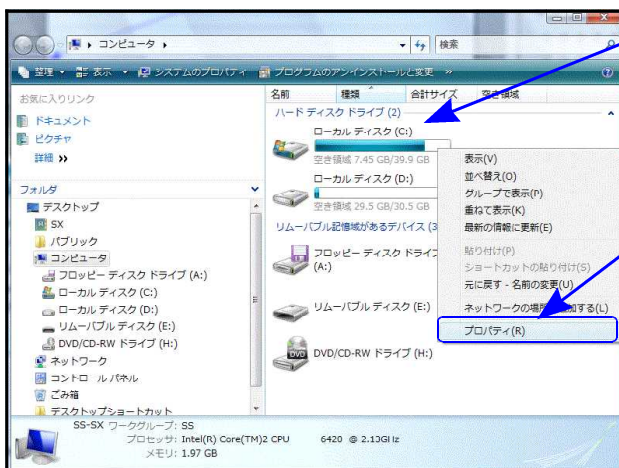 コンピュータ
検索
整理 表示 システムのプロパティ プログラムのアンインストールと変更 »
お気に入りリンク
ドキュメント
ピクチャ
詳細 »
フォルダ
デスクトップ
SX
パブリック
コンピュータ
フロッピー ディスク ドライブ (A:)
ローカル ディスク (C:)
ローカル ディスク (D:)
リムーバブル ディスク (E:)
DVD/CD-RW ドライブ (H:)
ネットワーク
コントロ ル パネル
ごみ箱
デスクトップショートカット
名前 種類 合計サイズ 空き領域
ハード ディスク ドライブ (2)
ローカル ディスク (C:)
空き領域 7.45 GB/39.9 GB
ローカル ディスク (D:)
空き領域 29.5 GB/30.5 GB
リムーバブル記憶域があるデバイス (3
フロッピー ディスク ドライブ
(A:)
リムーバブル ディスク (E:)
DVD/CD-RW ドライブ (H:)
表示(V)
並べ替え(O)
グループで表示(P)
重ねて表示(K)
最新の情報に更新(E)
貼り付け(P)
ショートカットの貼り付け(S)
元に戻す - 名前の変更(U)
ネットワークの場所 追加する(L)
プロパティ(R)
SS-SX ワークグループ: SS
プロセッサ: Intel(R) Core(TM)2 CPU 6420 @ 2.13GHz
メモリ: 1.97 GB